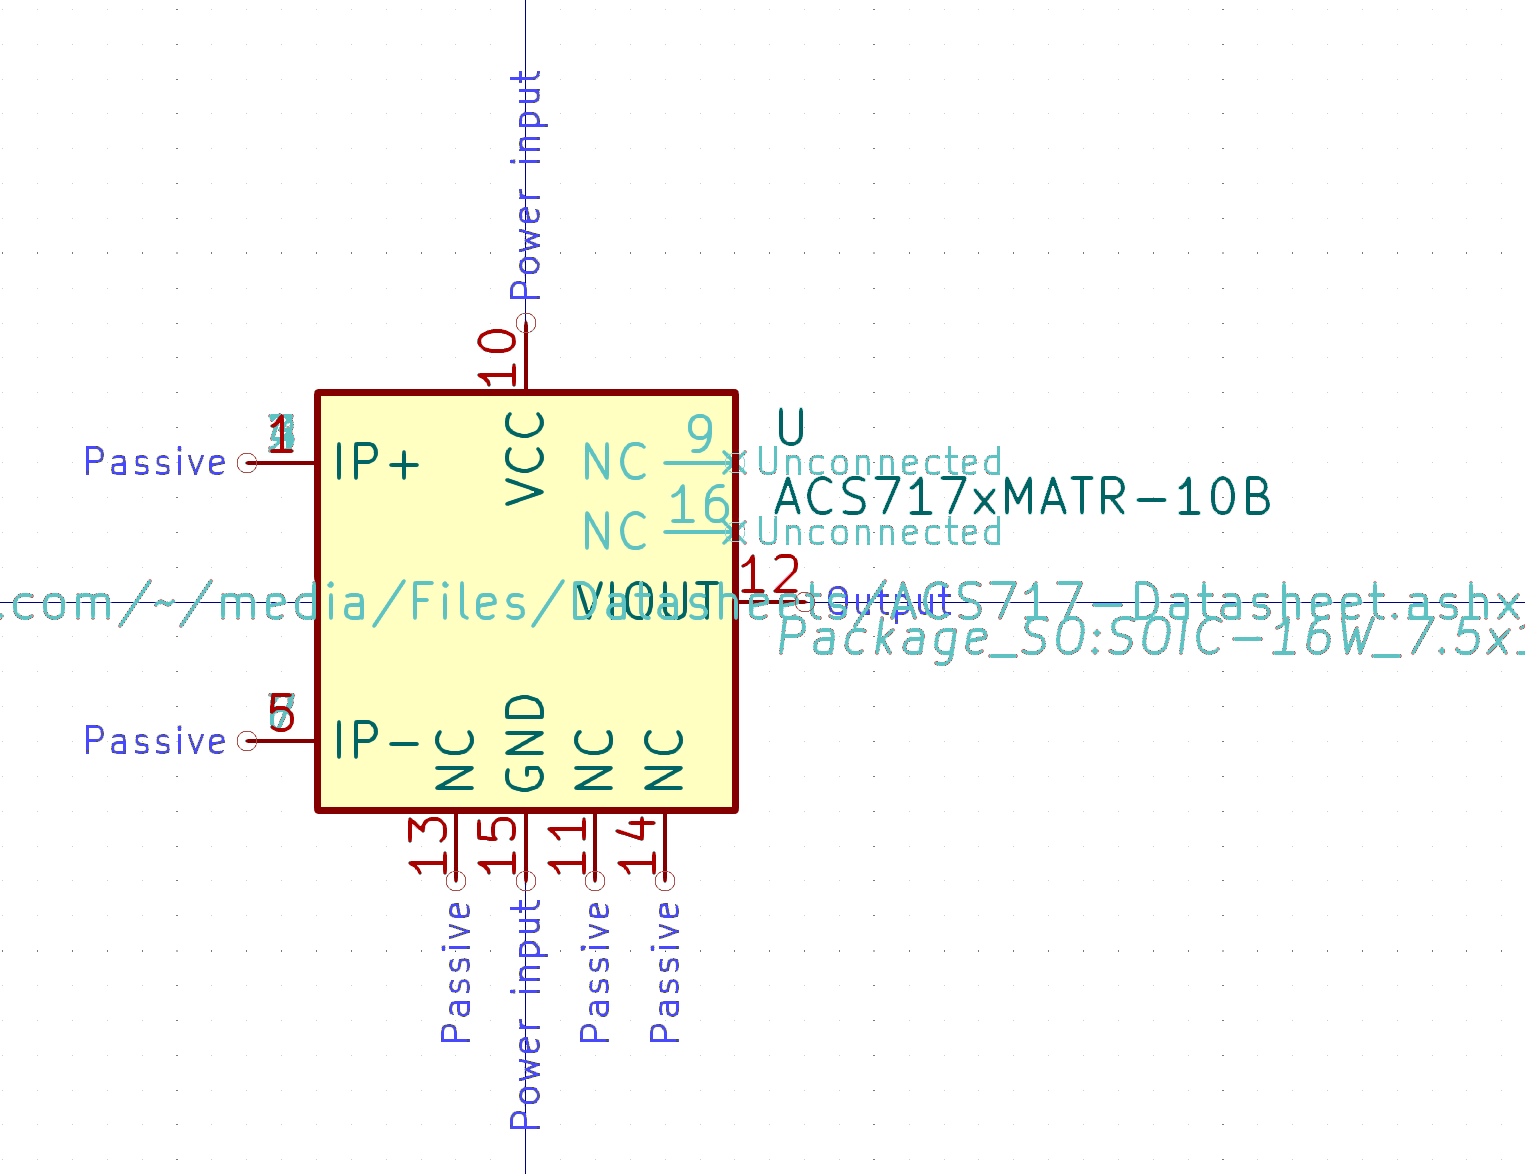 Power input
10
VCC
1
Passive
IP+
NC
9
Unconnected
U
ACS717xMATR-10B
NC
16
Unconnected
12
VIOUT
Output
.com/~/media/Files/Datasheets/ACS717-Datasheet.ashx
Package_SO:SOIC-16W_7.5x1
5
Passive
IP-
NC
GND
NC
NC
13
15
11
14
Passive
Power input
Passive
Passive